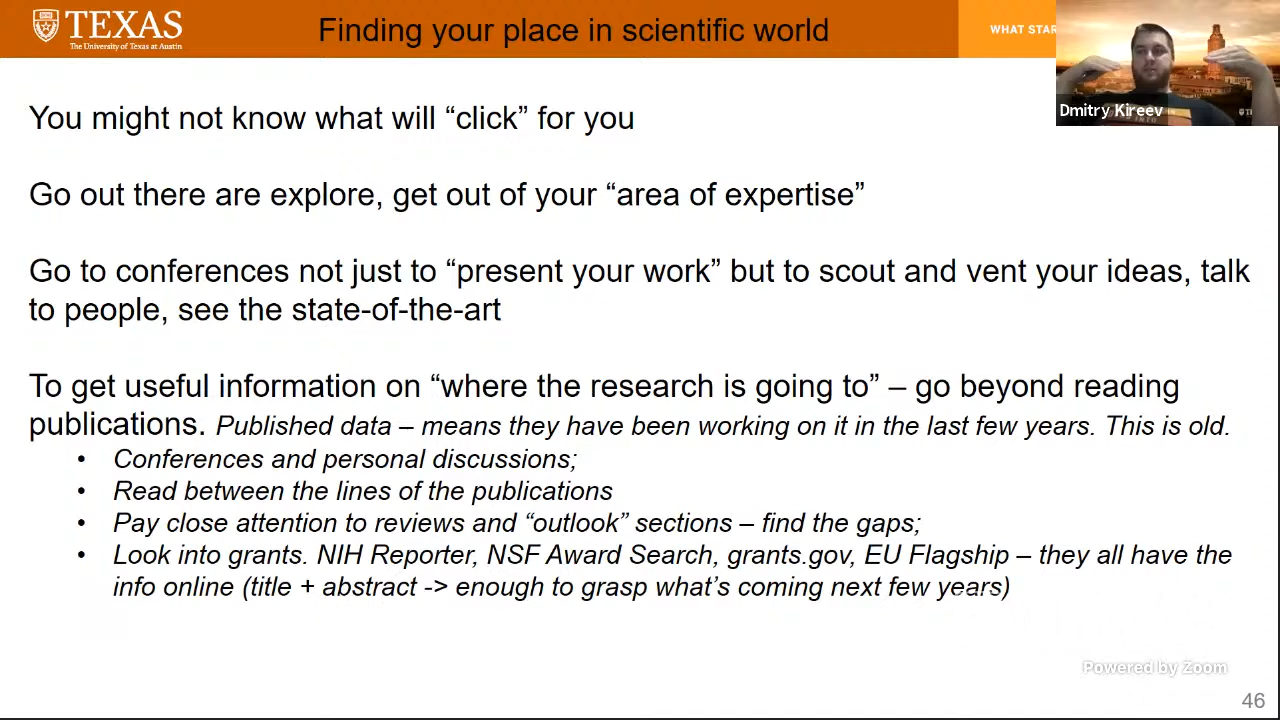 TEXAS
The University of Texas at Austin
Finding your place in scientific world
WHAT STAR
Dmitry Kireev
You might not know what will “click” for you
Go out there are explore, get out of your “area of expertise”
Go to conferences not just to “present your work” but to scout and vent your ideas, talk
to people, see the state-of-the-art
To get useful information on “where the research is going to” – go beyond reading
publications. Published data – means they have been working on it in the last few years. This is old.
• Conferences and personal discussions;
• Read between the lines of the publications
• Pay close attention to reviews and “outlook” sections – find the gaps;
• Look into grants. NIH Reporter, NSF Award Search, grants.gov, EU Flagship – they all have the
info online (title + abstract -> enough to grasp what’s coming next few years)
Powered by Zoom
46